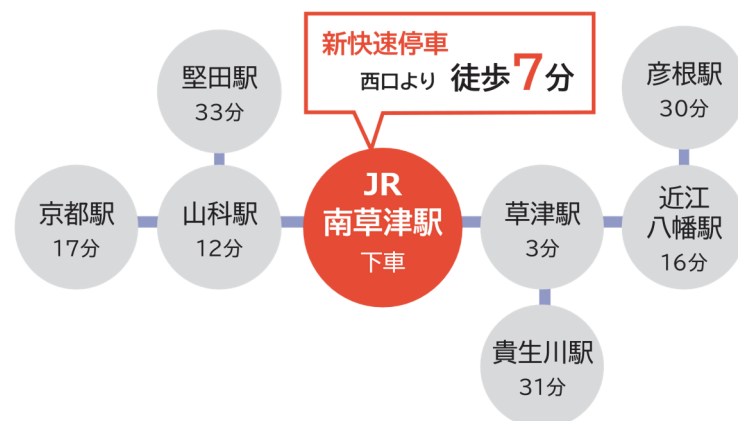 新快速停車
西口より 徒歩7分
堅田駅
33分
彦根駅
30分
京都駅
17分
山科駅
12分
JR
南草津駅
下車
草津駅
3分
近江
八幡駅
16分
貴生川駅
31分